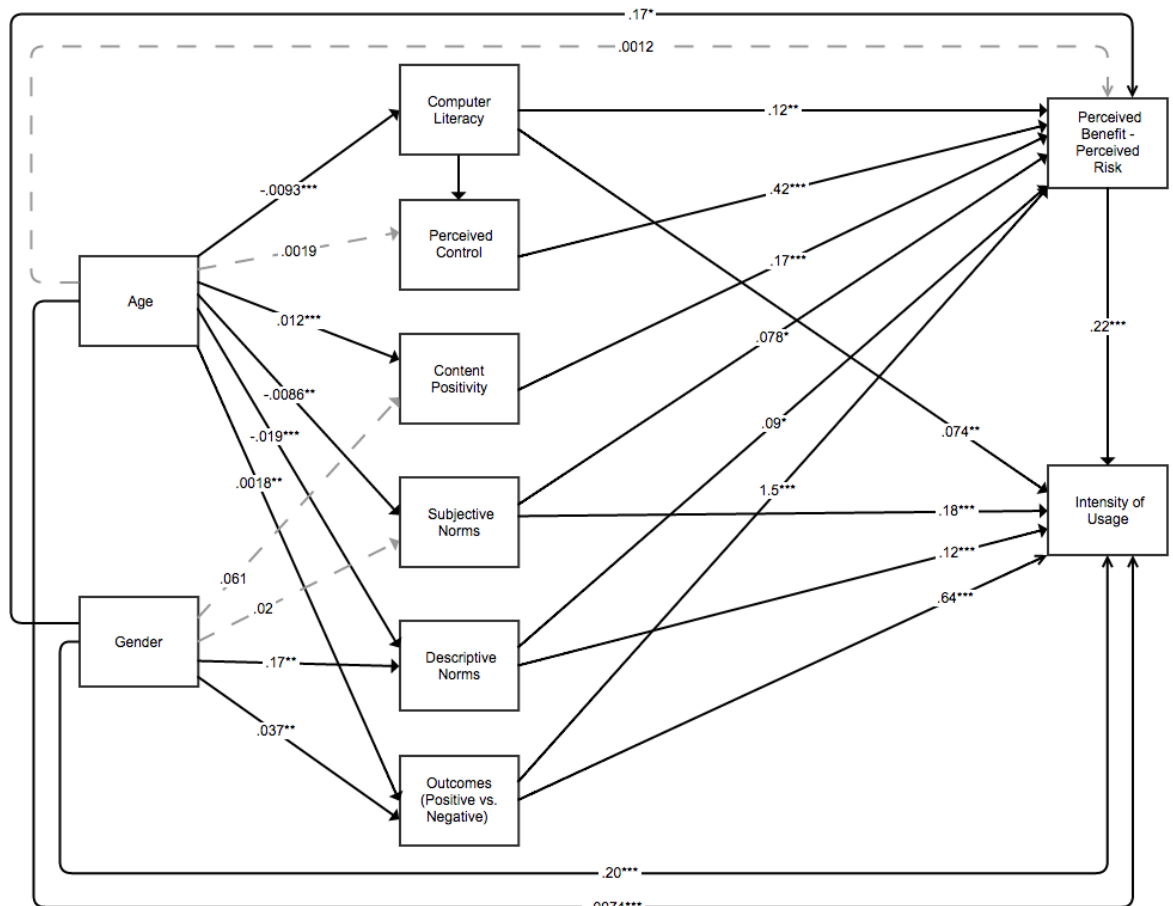 .17*
.0012
Computer
Literacy
.12**
Perceived
Benefit -
Perceived
Risk
-.0093***
.42***
Perceived
Control
.0019
Age
.17***
.012***
.22***
.078*
Content
Positivity
-.0086**
.09*
.074**
-.019***
.0018**
1.5***
Subjective
Norms
.18***
Intensity of
Usage
.12***
.061
.02
.64***
Gender
.17**
Descriptive
Norms
.037**
Outcomes
(Positive vs.
Negative)
.20***